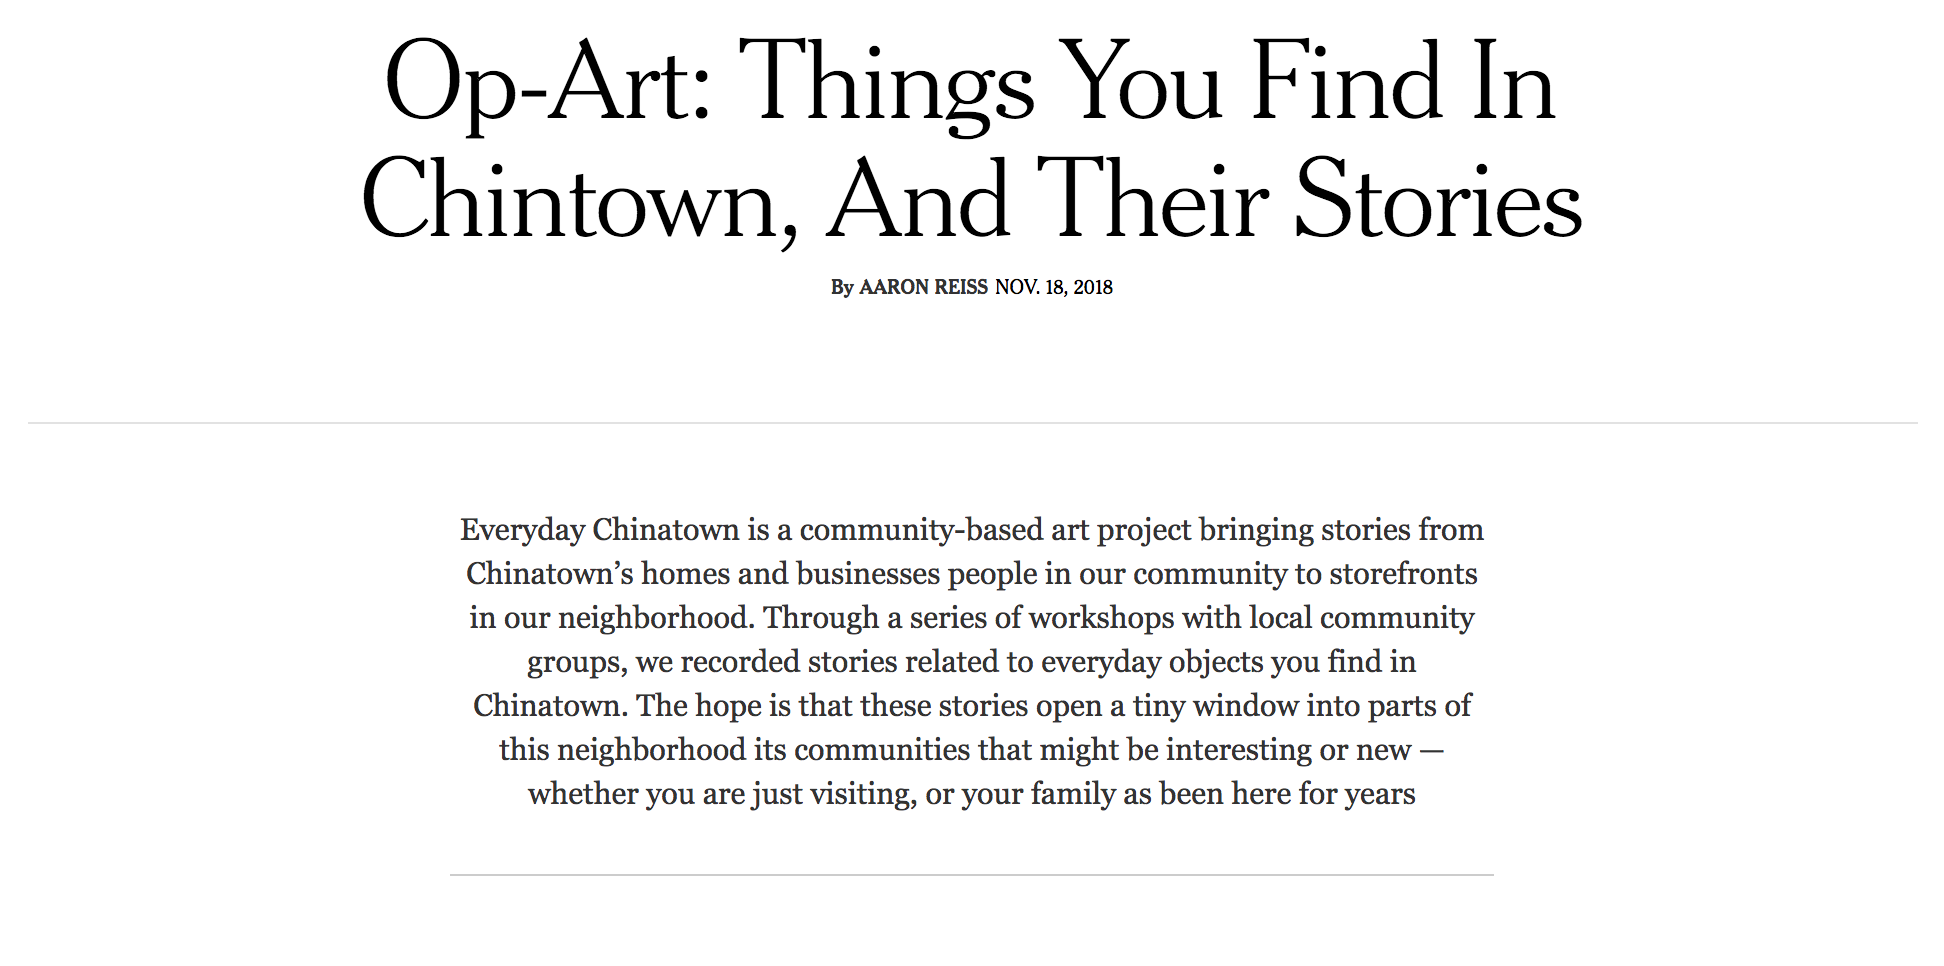 Op-Art: Things You Find In
Chintown, And Their Stories
By AARON REISS NOV. 18, 2018
Everyday Chinatown is a community-based art project bringing stories from
Chinatown’s homes and businesses people in our community to storefronts
in our neighborhood. Through a series of workshops with local community
groups, we recorded stories related to everyday objects you find in
Chinatown. The hope is that these stories open a tiny window into parts of
this neighborhood its communities that might be interesting or new —
whether you are just visiting, or your family as been here for years